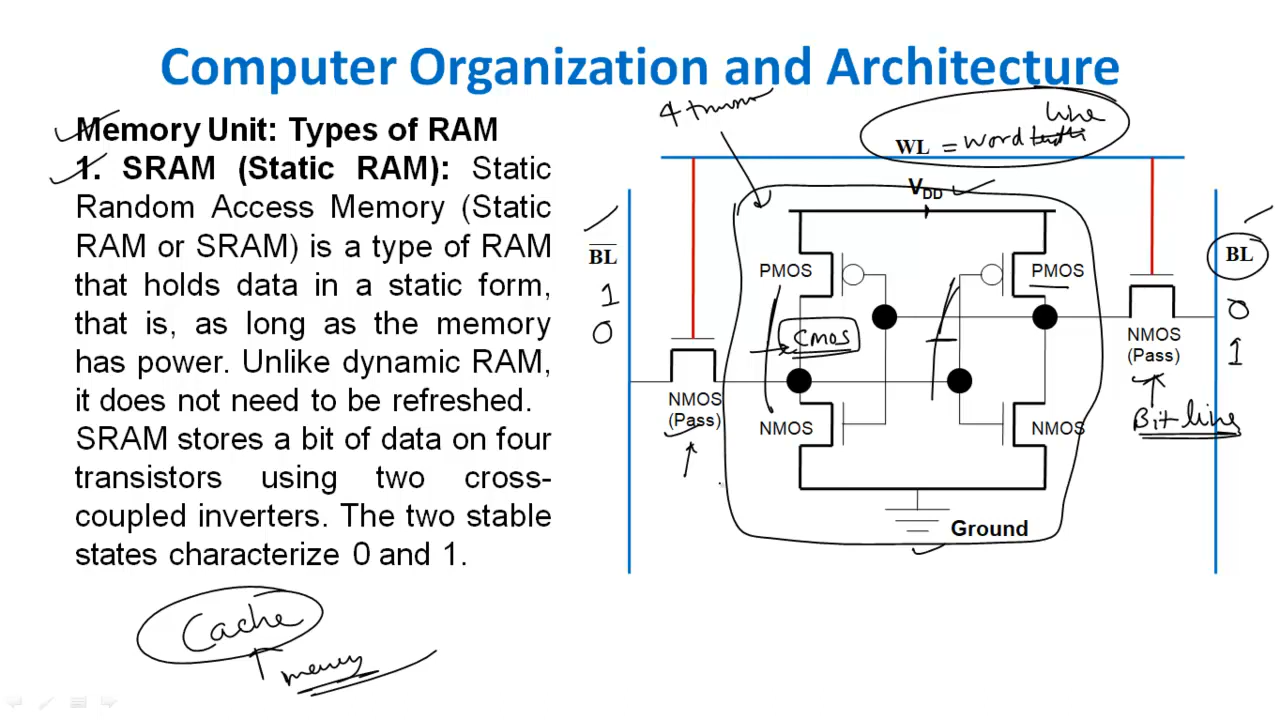 Computer Organization and Architecture
Memory Unit: Types of RAM
1. SRAM (Static RAM): Static
Random Access Memory (Static
RAM or SRAM) is a type of RAM
that holds data in a static form,
that is, as long as the memory
has power. Unlike dynamic RAM,
it does not need to be refreshed.
SRAM stores a bit of data on four
transistors using two cross-
coupled inverters. The two stable
states characterize 0 and 1.
Cache
memory
4
WL = word
line
VDD
BL
1
0
PMOS
PMOS
CMOS
NMOS
(Pass)
NMOS
NMOS
Ground
NMOS
(Pass)
Bit line
BL
0
1